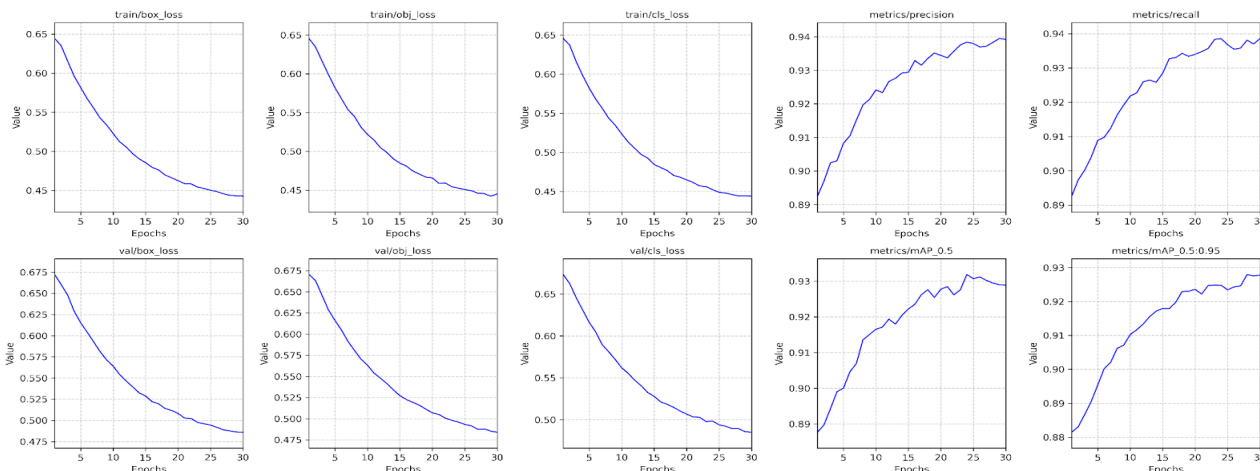 train/box_loss
train/obj_loss
train/cls_loss
metrics/precision
metrics/recall
0.65
0.60
0.55
0.50
0.45
Value
5 10 15 20 25 30
Epochs
0.65
0.60
0.55
0.50
0.45
Value
5 10 15 20 25 30
Epochs
0.65
0.60
0.55
0.50
0.45
Value
5 10 15 20 25 30
Epochs
0.94
0.93
0.92
0.91
0.90
0.89
Value
5 10 15 20 25 30
Epochs
0.94
0.93
0.92
0.91
0.90
0.89
Value
5 10 15 20 25 30
Epochs
val/box_loss
val/obj_loss
val/cls_loss
metrics/mAP_0.5
metrics/mAP_0.5:0.95
0.675
0.650
0.625
0.600
0.575
0.550
0.525
0.500
0.475
Value
5 10 15 20 25 30
Epochs
0.675
0.650
0.625
0.600
0.575
0.550
0.525
0.500
0.475
Value
5 10 15 20 25 30
Epochs
0.65
0.60
0.55
0.50
Value
5 10 15 20 25 30
Epochs
0.93
0.92
0.91
0.90
0.89
Value
5 10 15 20 25 30
Epochs
0.93
0.92
0.91
0.90
0.89
0.88
Value
5 10 15 20 25 30
Epochs